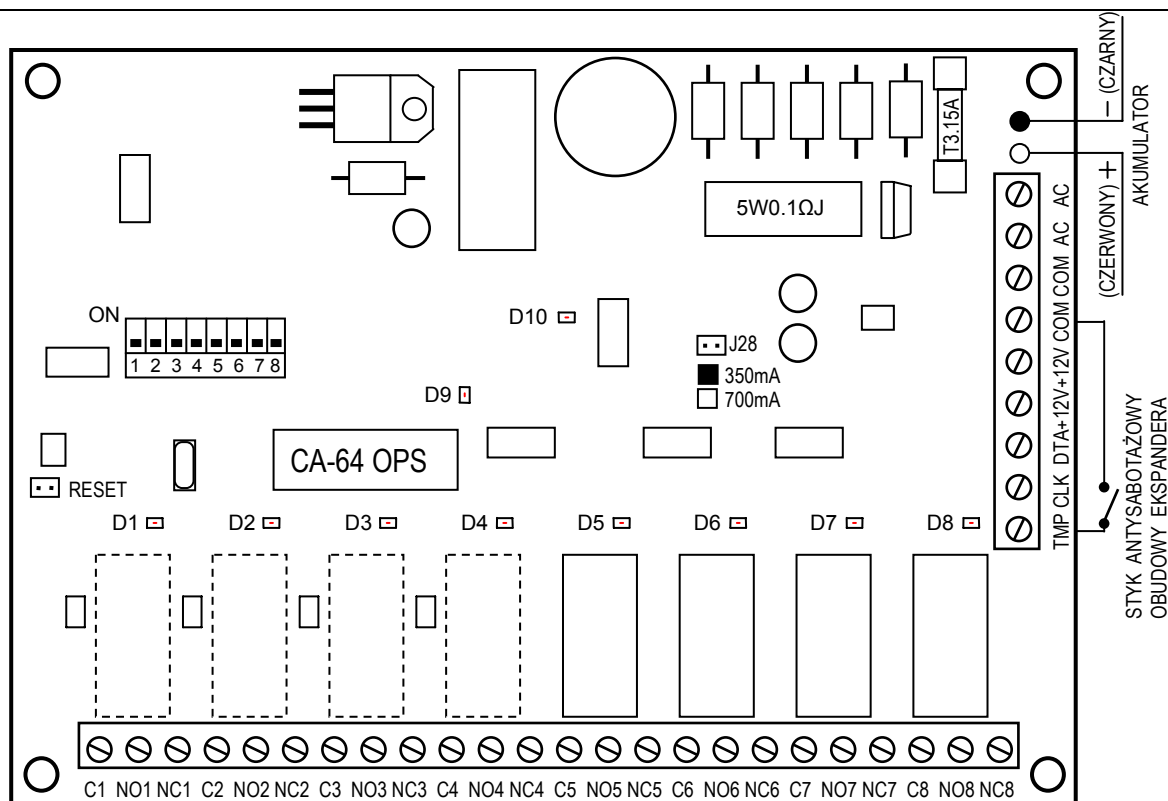 – (CZARNY)
AKUMULATOR
(CZERWONY) +
T3.15A
5W0.1ΩJ
AC
AC
COM
COM
+12V
+12V
DTA
CLK
TMP
ON
1 2 3 4 5 6 7 8
D10
J28
350mA
700mA
D9
CA-64 OPS
RESET
STYK ANTYSABOTAŻOWY
OBUDOWY EKSPANDERA
D1 D2 D3 D4 D5 D6 D7 D8
C1 NO1 NC1 C2 NO2 NC2 C3 NO3 NC3 C4 NO4 NC4 C5 NO5 NC5 C6 NO6 NC6 C7 NO7 NC7 C8 NO8 NC8